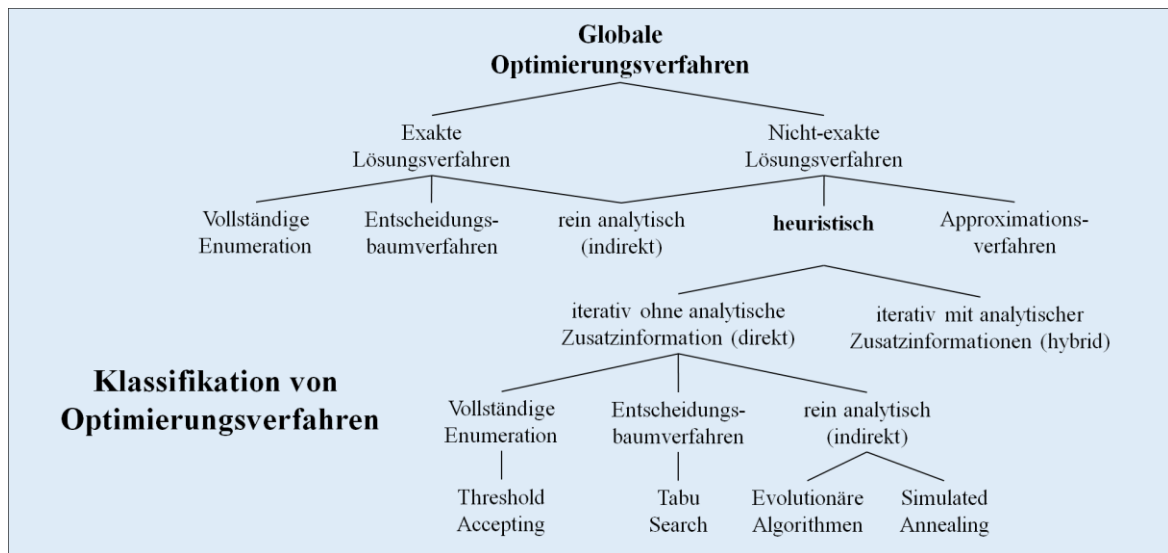 Globale
Optimierungsverfahren
Exakte
Lösungsverfahren
Nicht-exakte
Lösungsverfahren
Vollständige
Enumeration
Entscheidungs-
baumverfahren
rein analytisch
(indirekt)
heuristisch
Approximations-
verfahren
iterativ ohne analytische
Zusatzinformation (direkt)
iterativ mit analytischer
Zusatzinformationen (hybrid)
Klassifikation von
Optimierungsverfahren
Vollständige
Enumeration
Entscheidungs-
baumverfahren
rein analytisch
(indirekt)
Threshold
Accepting
Tabu
Search
Evolutionäre
Algorithmen
Simulated
Annealing